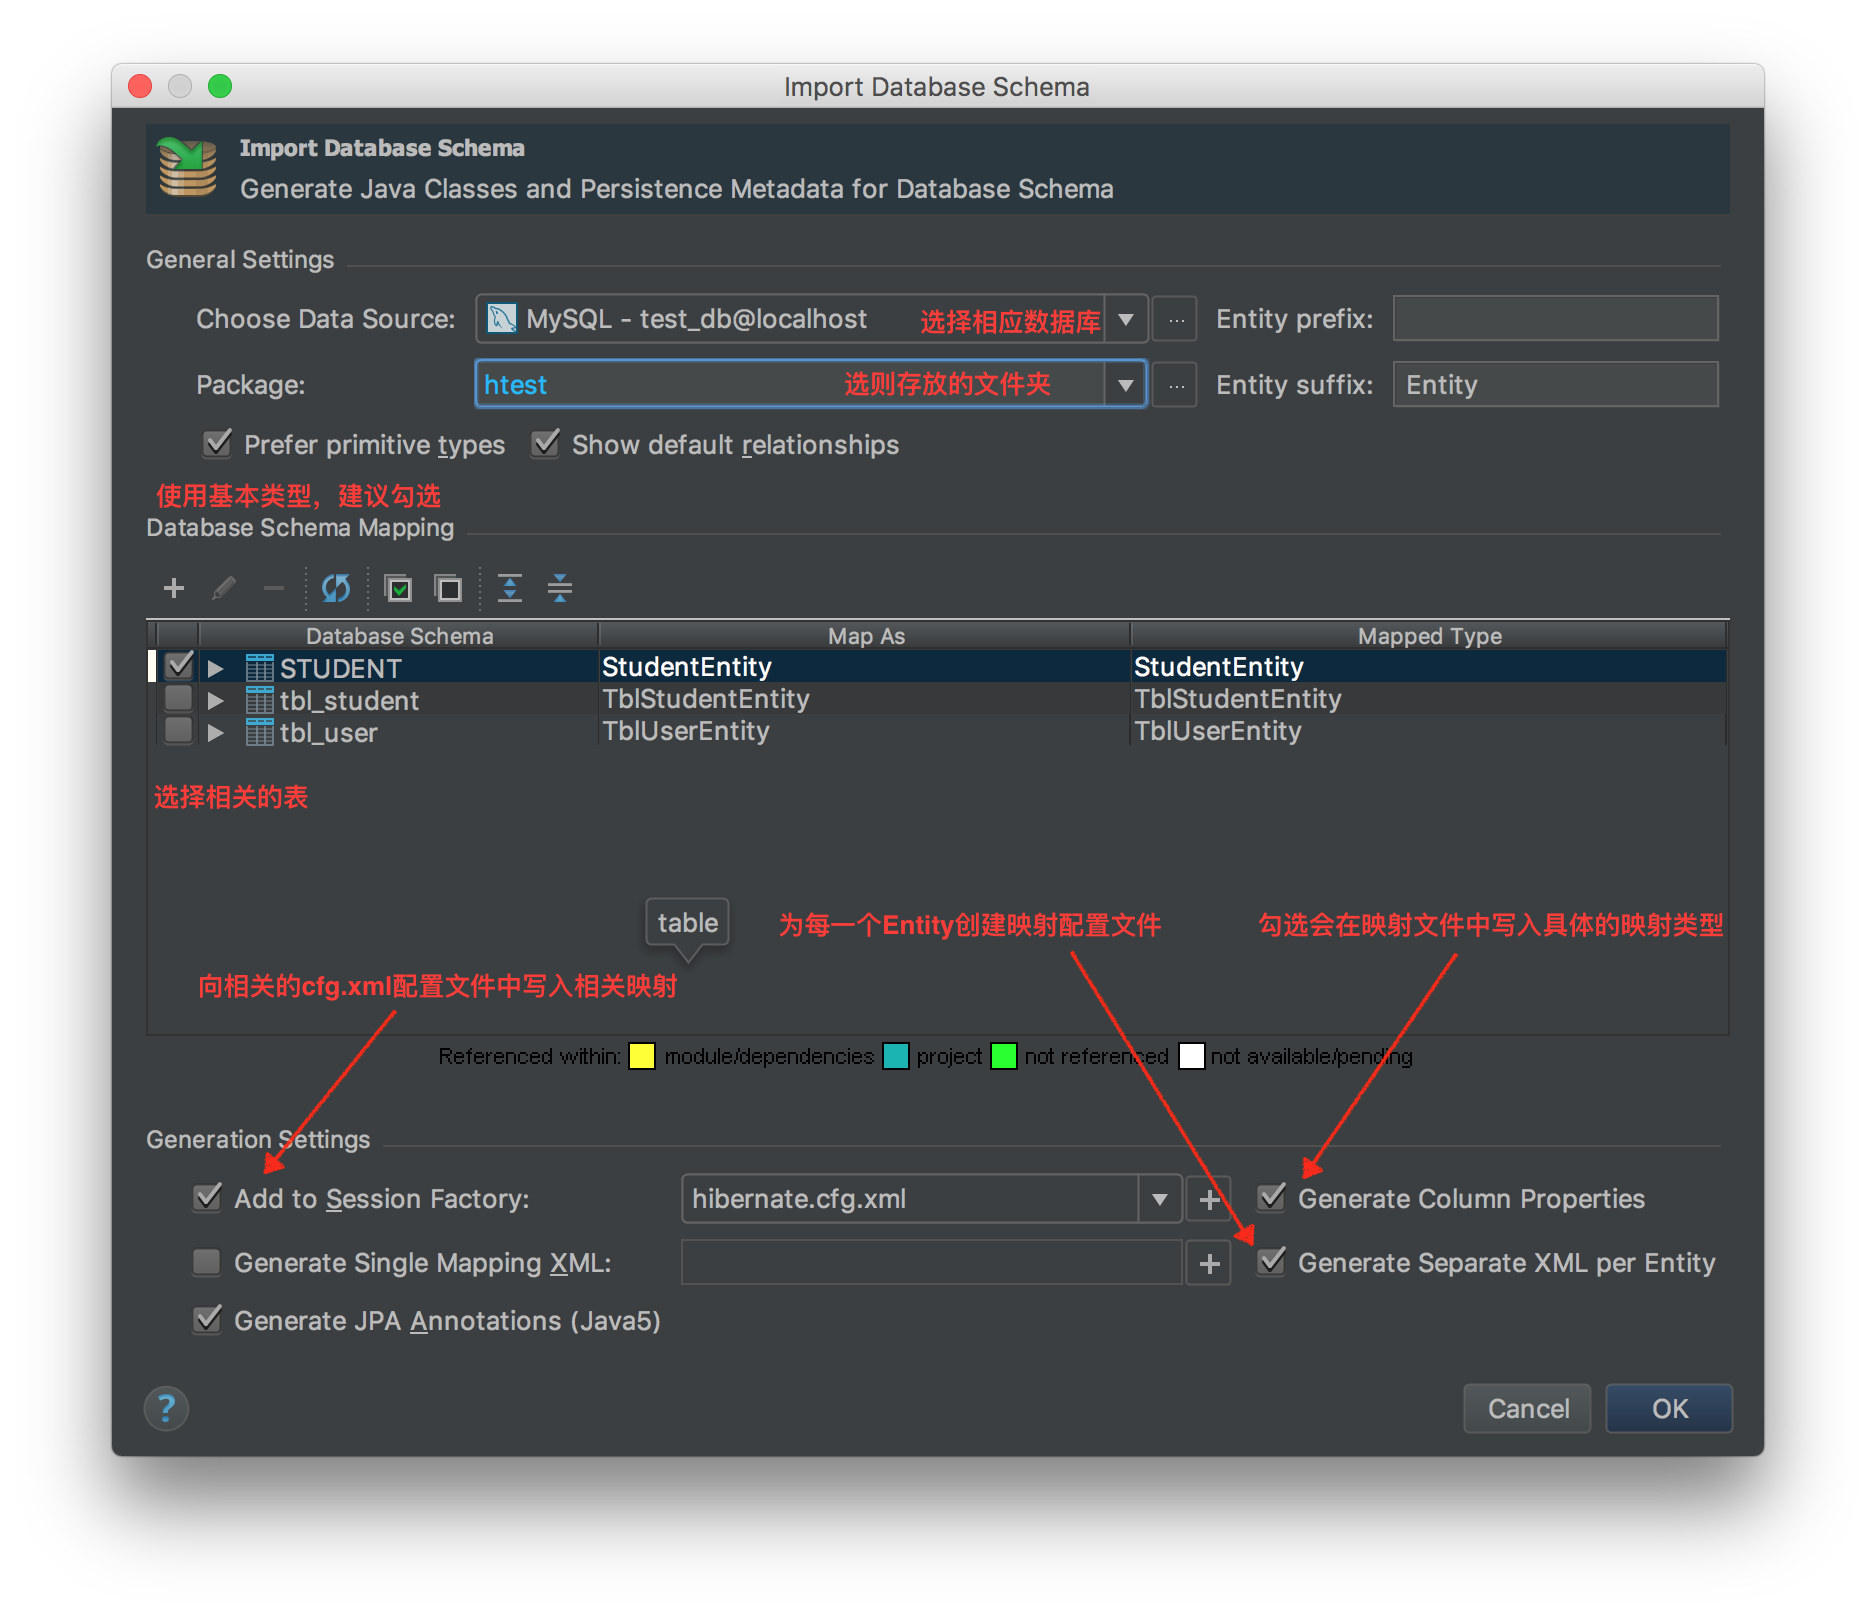 Import Database Schema
Import Database Schema
Generate Java Classes and Persistence Metadata for Database Schema
General Settings
Choose Data Source: MySQL - test_db@localhost 选择相应数据库 ... Entity prefix:
Package: htest 选则存放的文件夹 ... Entity suffix: Entity
Prefer primitive types Show default relationships
使用基本类型，建议勾选
Database Schema Mapping
Database Schema Map As Mapped Type
STUDENT StudentEntity StudentEntity
tbl_student TblStudentEntity TblStudentEntity
tbl_user TblUserEntity TblUserEntity
选择相关的表
table 为每一个Entity创建映射配置文件 勾选会在映射文件中写入具体的映射类型
向相关的cfg.xml配置文件中写入相关映射
Referenced within: module/dependencies project not referenced not available/pending
Generation Settings
Add to Session Factory: hibernate.cfg.xml Generate Column Properties
Generate Single Mapping XML: Generate Separate XML per Entity
Generate JPA Annotations (Java5)
? Cancel OK